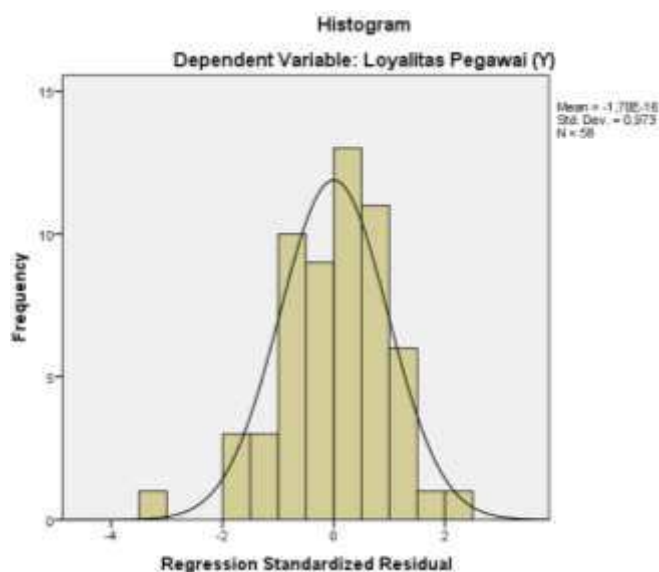 Histogram
Dependent Variable: Loyalitas Pegawai (Y)
Mean = -1,78E-16
Std. Dev. = 0,973
N = 58
15
10
5
0
Frequency
-4
-2
0
2
Regression Standardized Residual